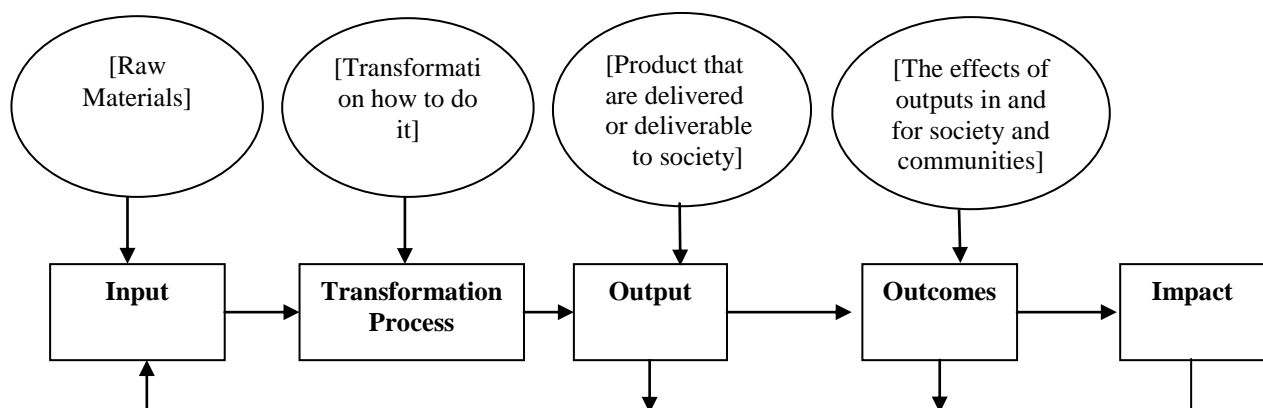 [Raw
Materials]
[Transformati
on how to do
it]
[Product that
are delivered
or deliverable
to society]
[The effects of
outputs in and
for society and
communities]
Input
Transformation
Process
Output
Outcomes
Impact